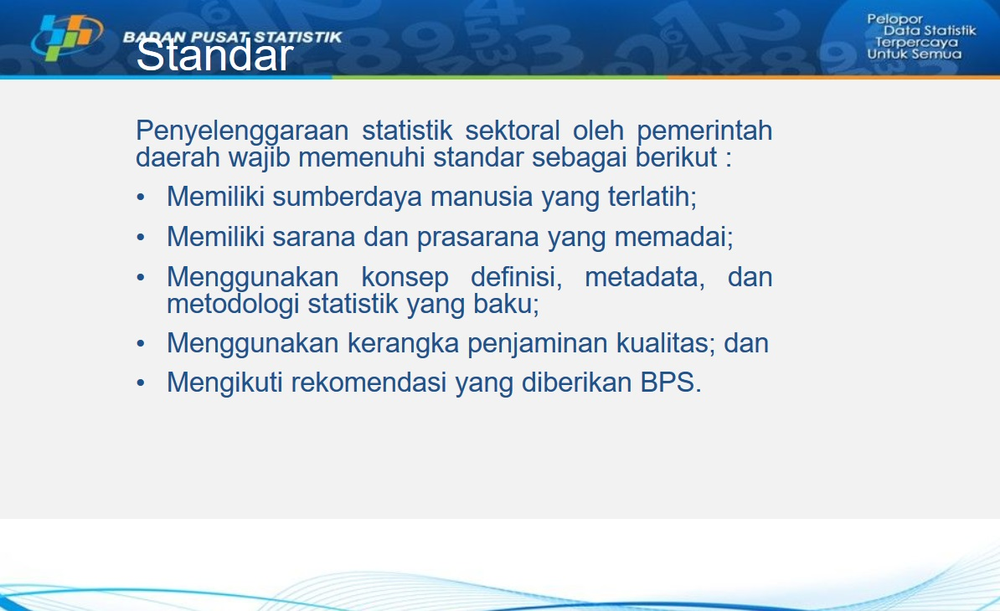 BADAN PUSAT STATISTIK
Standar
Pelopor
Data Statistik
Terpercaya
Untuk Semua
Penyelenggaraan statistik sektoral oleh pemerintah
daerah wajib memenuhi standar sebagai berikut :
• Memiliki sumberdaya manusia yang terlatih;
• Memiliki sarana dan prasarana yang memadai;
• Menggunakan konsep definisi, metadata, dan
metodologi statistik yang baku;
• Menggunakan kerangka penjaminan kualitas; dan
• Mengikuti rekomendasi yang diberikan BPS.